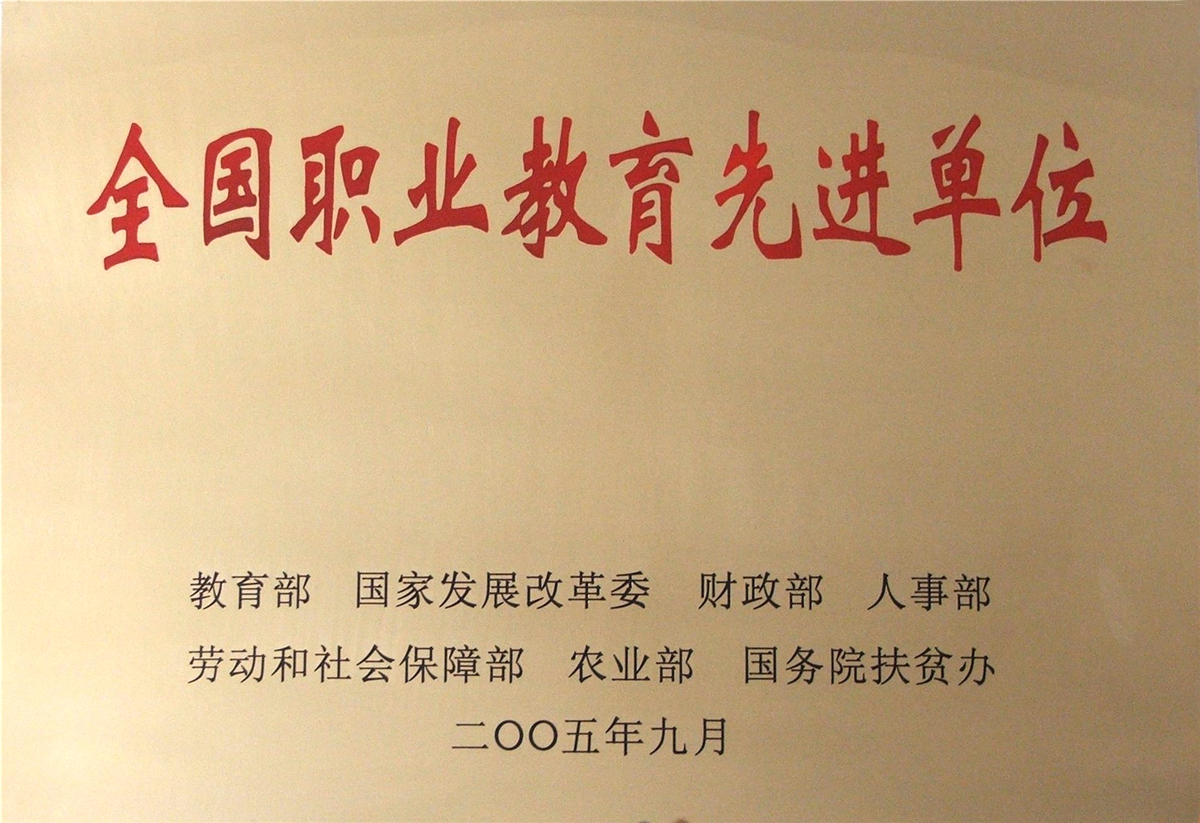 全国职业教育先进单位
教育部 国家发展改革委 财政部 人事部
劳动和社会保障部 农业部 国务院扶贫办
二〇〇五年九月